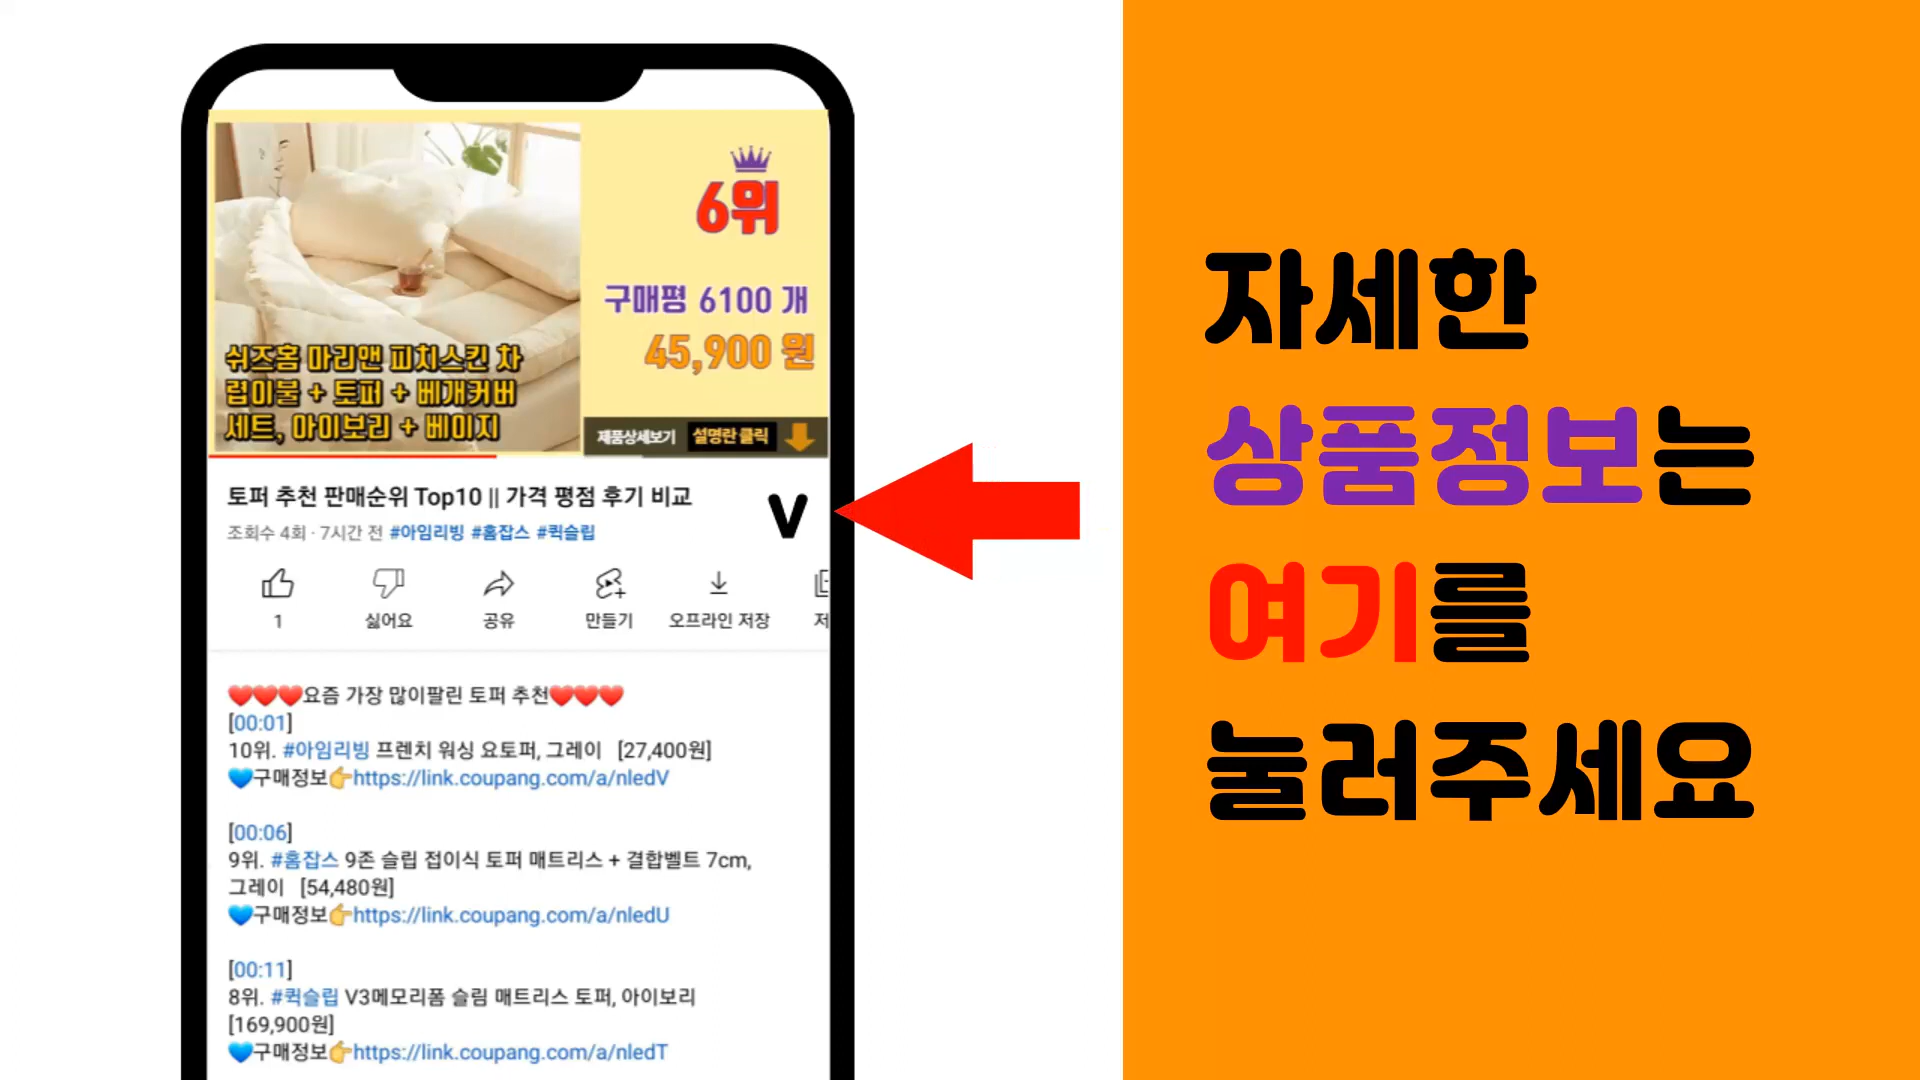 6위
구매평 6100 개
45,900 원
쉬즈홈 마리앤 피치스킨 차
렵이불 + 토퍼 + 베개커버
세트, 아이보리 + 베이지
제품상세보기 설명란 클릭
토퍼 추천 판매순위 Top10 || 가격 평점 후기 비교
V
조회수 4회 · 7시간 전 #아임리빙 #홈잡스 #퀵슬립
1 싫어요 공유 만들기 오프라인 저장 저
❤️❤️❤️요즘 가장 많이팔린 토퍼 추천❤️❤️❤️
[00:01]
10위. #아임리빙 프렌치 워싱 요토퍼, 그레이 [27,400원]
💙구매정보👉https://link.coupang.com/a/nledV
[00:06]
9위. #홈잡스 9존 슬립 접이식 토퍼 매트리스 + 결합벨트 7cm,
그레이 [54,480원]
💙구매정보👉https://link.coupang.com/a/nledU
[00:11]
8위. #퀵슬립 V3메모리폼 슬림 매트리스 토퍼, 아이보리
[169,900원]
💙구매정보👉https://link.coupang.com/a/nledT
자세한
상품정보는
여기를
눌러주세요